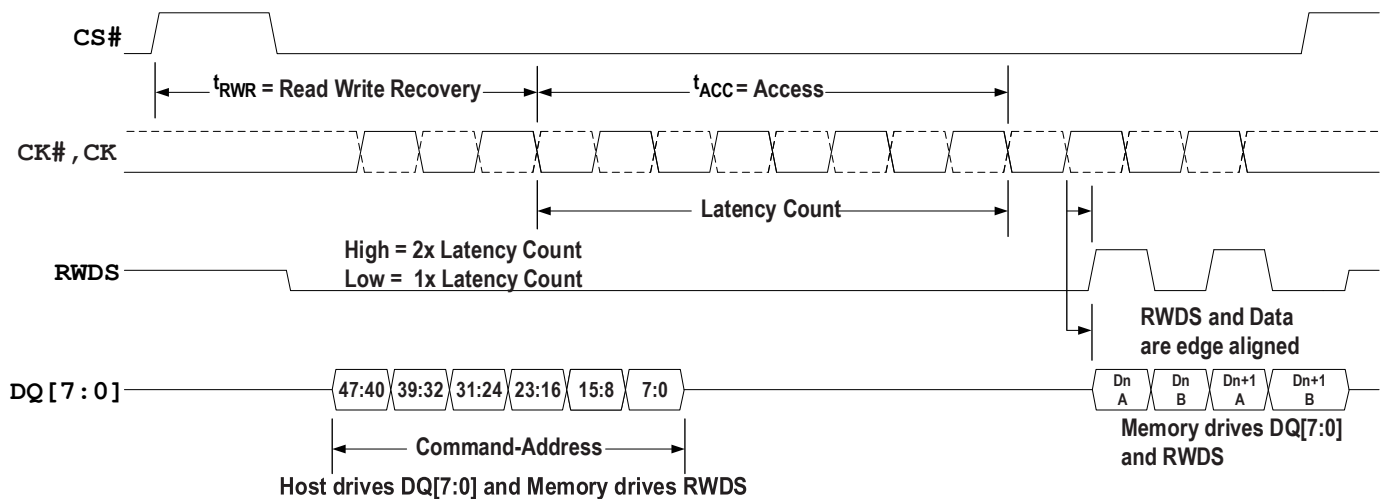 CS#
tRWR = Read Write Recovery
tACC = Access
CK#,CK
Latency Count
High = 2x Latency Count
Low = 1x Latency Count
RWDS
RWDS and Data
are edge aligned
DQ[7:0]
47:40 39:32 31:24 23:16 15:8 7:0
Dn A
Dn B
Dn+1 A
Dn+1 B
Command-Address
Memory drives DQ[7:0]
and RWDS
Host drives DQ[7:0] and Memory drives RWDS